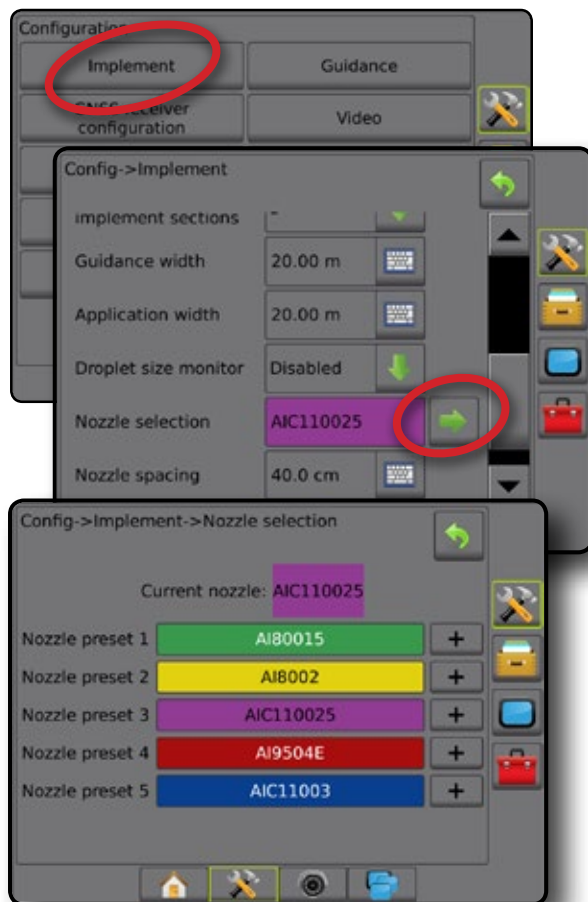 Configuration
Implement
Guidance
GNSS receiver
configuration
Video
Config->Implement
Implement sections
Guidance width
20.00 m
Application width
20.00 m
Droplet size monitor
Disabled
Nozzle selection
AIC110025
Nozzle spacing
40.0 cm
Config->Implement->Nozzle selection
Current nozzle: AIC110025
Nozzle preset 1 AI80015 +
Nozzle preset 2 AI8002 +
Nozzle preset 3 AIC110025 +
Nozzle preset 4 AI9504E +
Nozzle preset 5 AIC11003 +